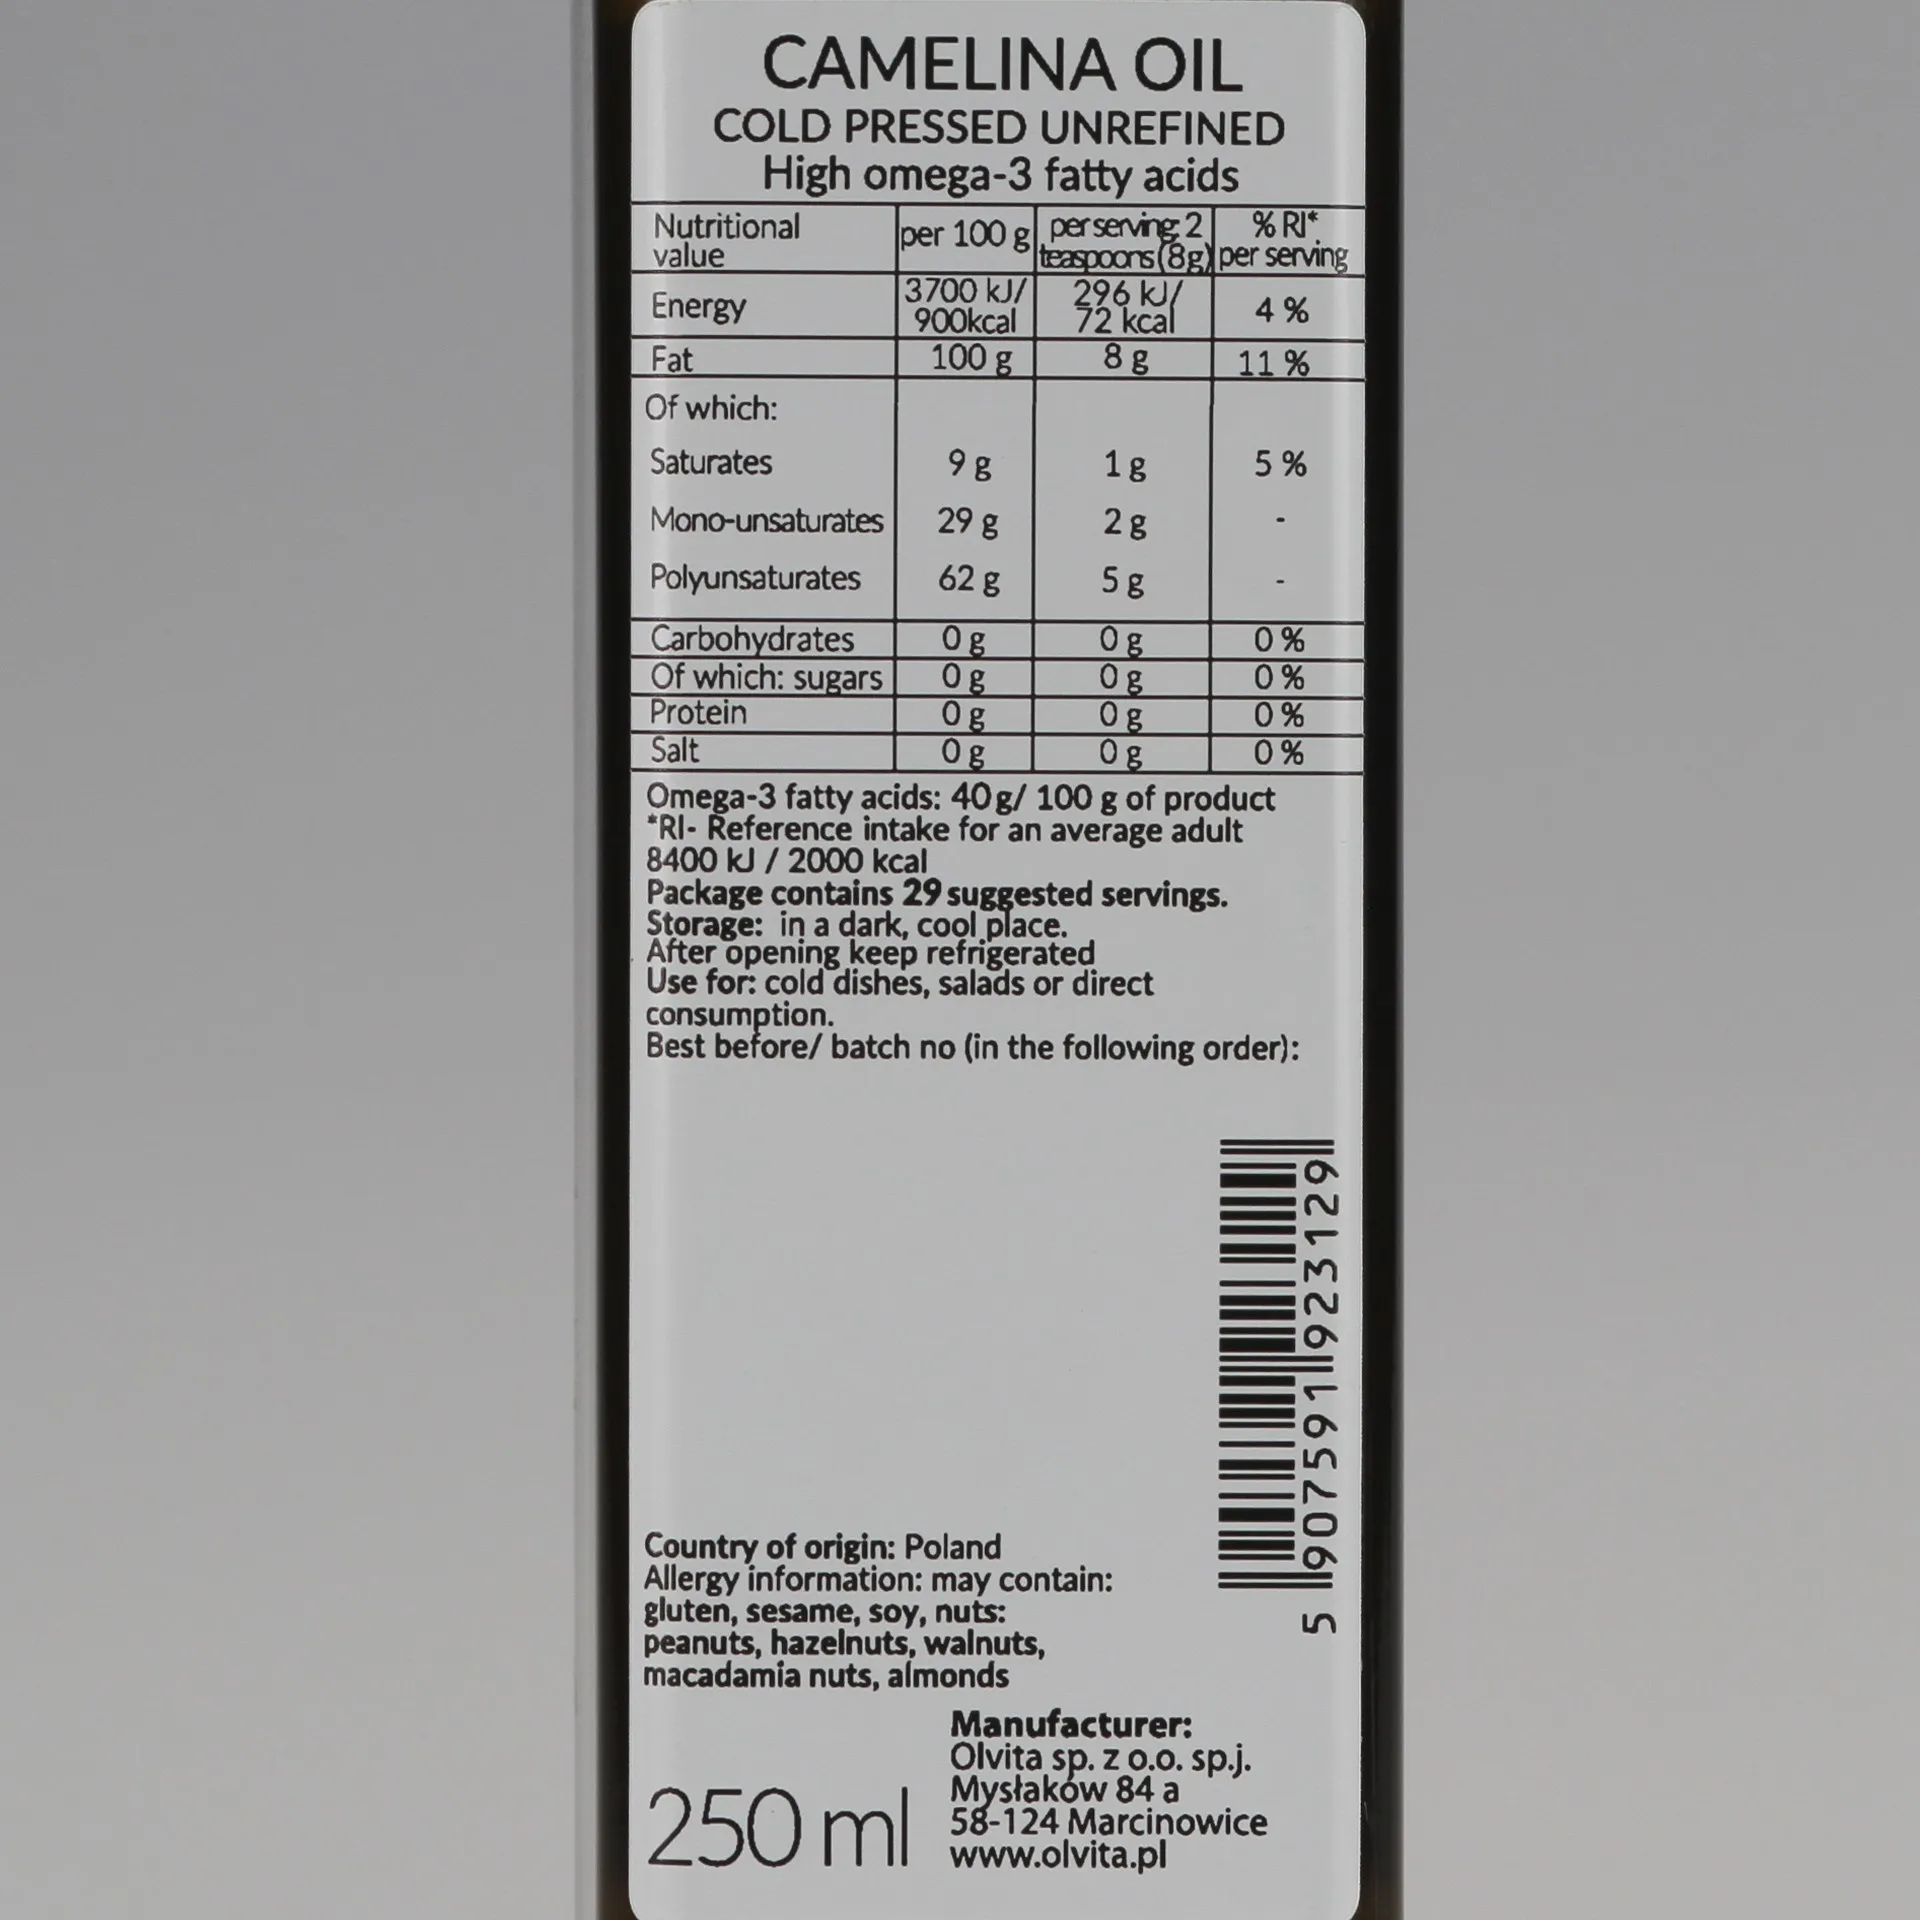 CAMELINA OIL
COLD PRESSED UNREFINED
High omega-3 fatty acids
Nutritional value per 100 g per serving 2 teaspoons (8g) % RI* per serving
Energy 3700 kJ/ 900kcal 296 kJ/ 72 kcal 4 %
Fat 100 g 8 g 11 %
Of which:
Saturates 9 g 1 g 5 %
Mono-unsaturates 29 g 2 g -
Polyunsaturates 62 g 5 g -
Carbohydrates 0 g 0 g 0 %
Of which: sugars 0 g 0 g 0 %
Protein 0 g 0 g 0 %
Salt 0 g 0 g 0 %
Omega-3 fatty acids: 40 g/ 100 g of product
*RI- Reference intake for an average adult
8400 kJ / 2000 kcal
Package contains 29 suggested servings.
Storage: in a dark, cool place.
After opening keep refrigerated
Use for: cold dishes, salads or direct
consumption.
Best before/ batch no (in the following order):
5 907591 923129
Country of origin: Poland
Allergy information: may contain:
gluten, sesame, soy, nuts:
peanuts, hazelnuts, walnuts,
macadamia nuts, almonds
Manufacturer:
Olvita sp. z o.o. sp.j.
Mysłaków 84 a
58-124 Marcinowice
www.olvita.pl
250 ml